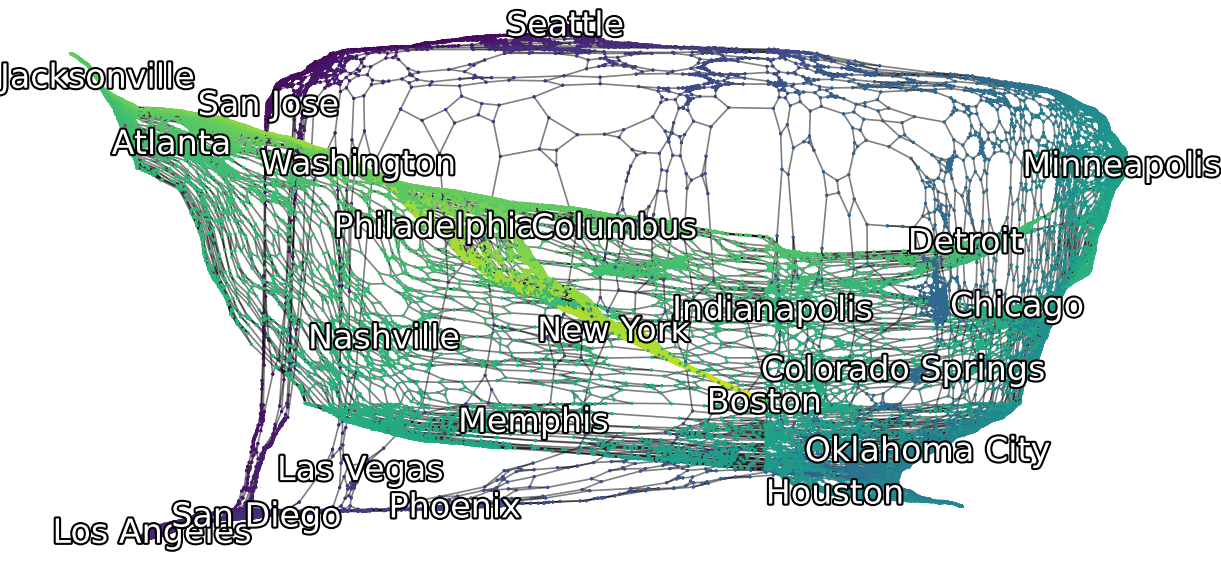 Seattle
Jacksonville
San Jose
Atlanta
Washington
Minneapolis
Philadelphia
Columbus
Detroit
Indianapolis
Chicago
New York
Nashville
Colorado Springs
Boston
Memphis
Oklahoma City
Las Vegas
Houston
Phoenix
San Diego
Los Angeles